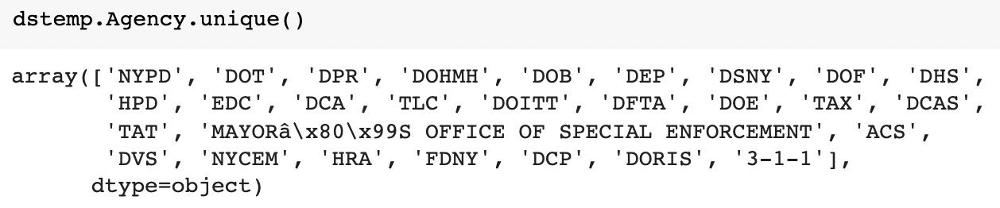 dstemp.Agency.unique()
array(['NYPD', 'DOT', 'DPR', 'DOHMH', 'DOB', 'DEP', 'DSNY', 'DOF', 'DHS',
'HPD', 'EDC', 'DCA', 'TLC', 'DOITT', 'DFTA', 'DOE', 'TAX', 'DCAS',
'TAT', 'MAYORâ\x80\x99S OFFICE OF SPECIAL ENFORCEMENT', 'ACS',
'DVS', 'NYCEM', 'HRA', 'FDNY', 'DCP', 'DORIS', '3-1-1'],
dtype=object)